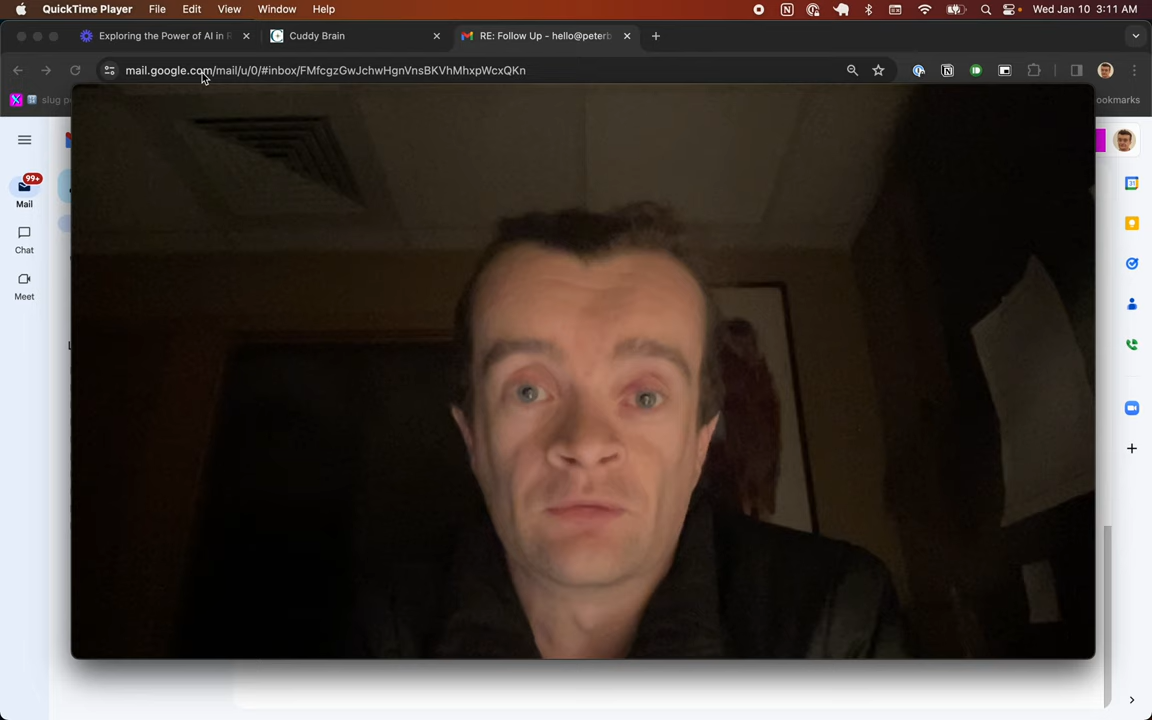 QuickTime Player File Edit View Window Help Wed Jan 10 3:11 AM
Exploring the Power of AI in R
Cuddy Brain
RE: Follow Up - hello@peterb
mail.google.com/mail/u/0/#inbox/FMfcgzGwJchwHgnVnsBKVhMhxpWcxQKn
slug
ookmarks
99+
Mail
Chat
Meet
31